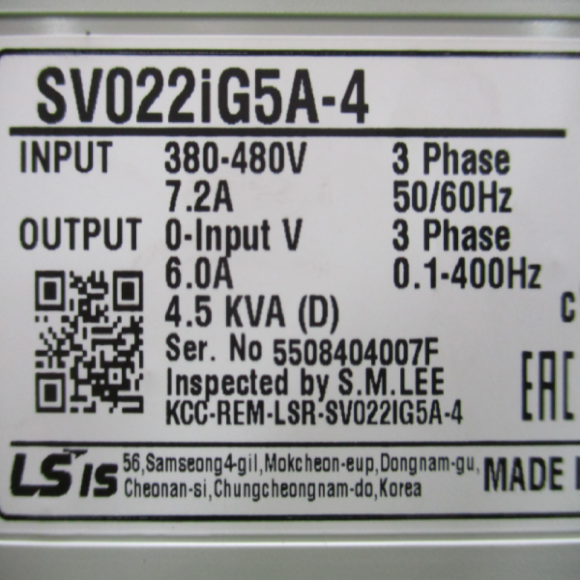 SV022iG5A-4
INPUT 380-480V 3 Phase
7.2A 50/60Hz
OUTPUT 0-Input V 3 Phase
6.0A 0.1-400Hz
4.5 KVA (D) C
Ser. No 5508404007F
Inspected by S.M.LEE EAC
KCC-REM-LSR-SV022IG5A-4
LSIS 56,Samseong4-gil,Mokcheon-eup,Dongnam-gu, MADE
Cheonan-si,Chungcheongnam-do,Korea